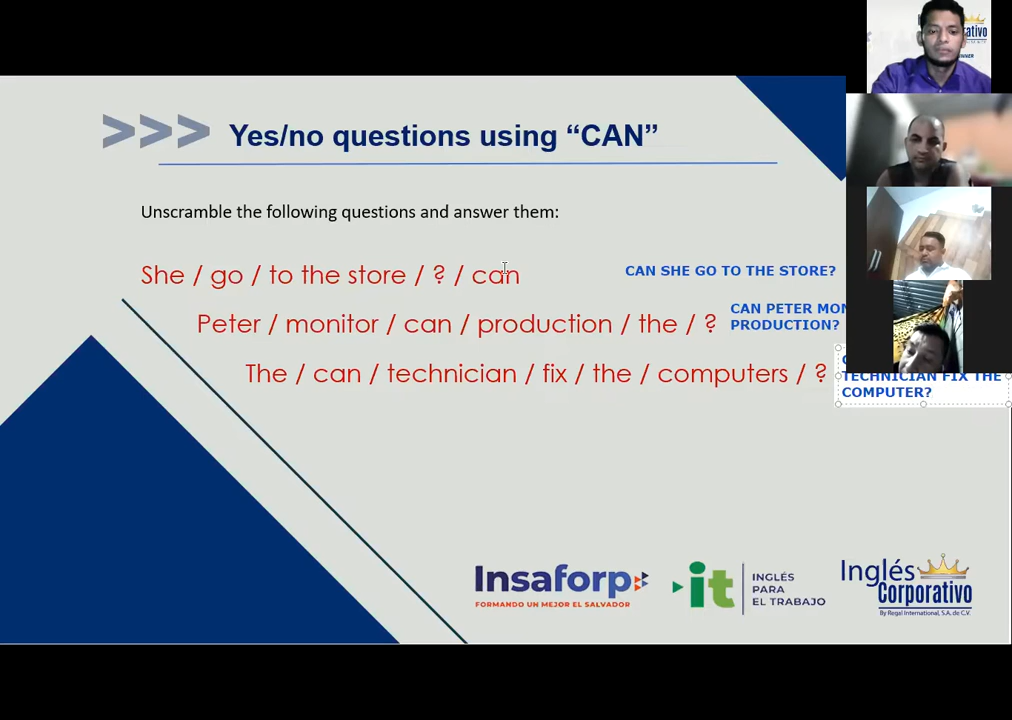 >>> Yes/no questions using “CAN”
Unscramble the following questions and answer them:
She / go / to the store / ? / can
CAN SHE GO TO THE STORE?
Peter / monitor / can / production / the / ?
CAN PETER
PRODUCTION?
The / can / technician / fix / the / computers / ?
TECHNICIAN FIX THE
COMPUTER?
Insaforp
FORMANDO UN MEJOR EL SALVADOR
it
INGLÉS
PARA
EL TRABAJO
Inglés
Corporativo
By Regal International, S.A. de C.V.